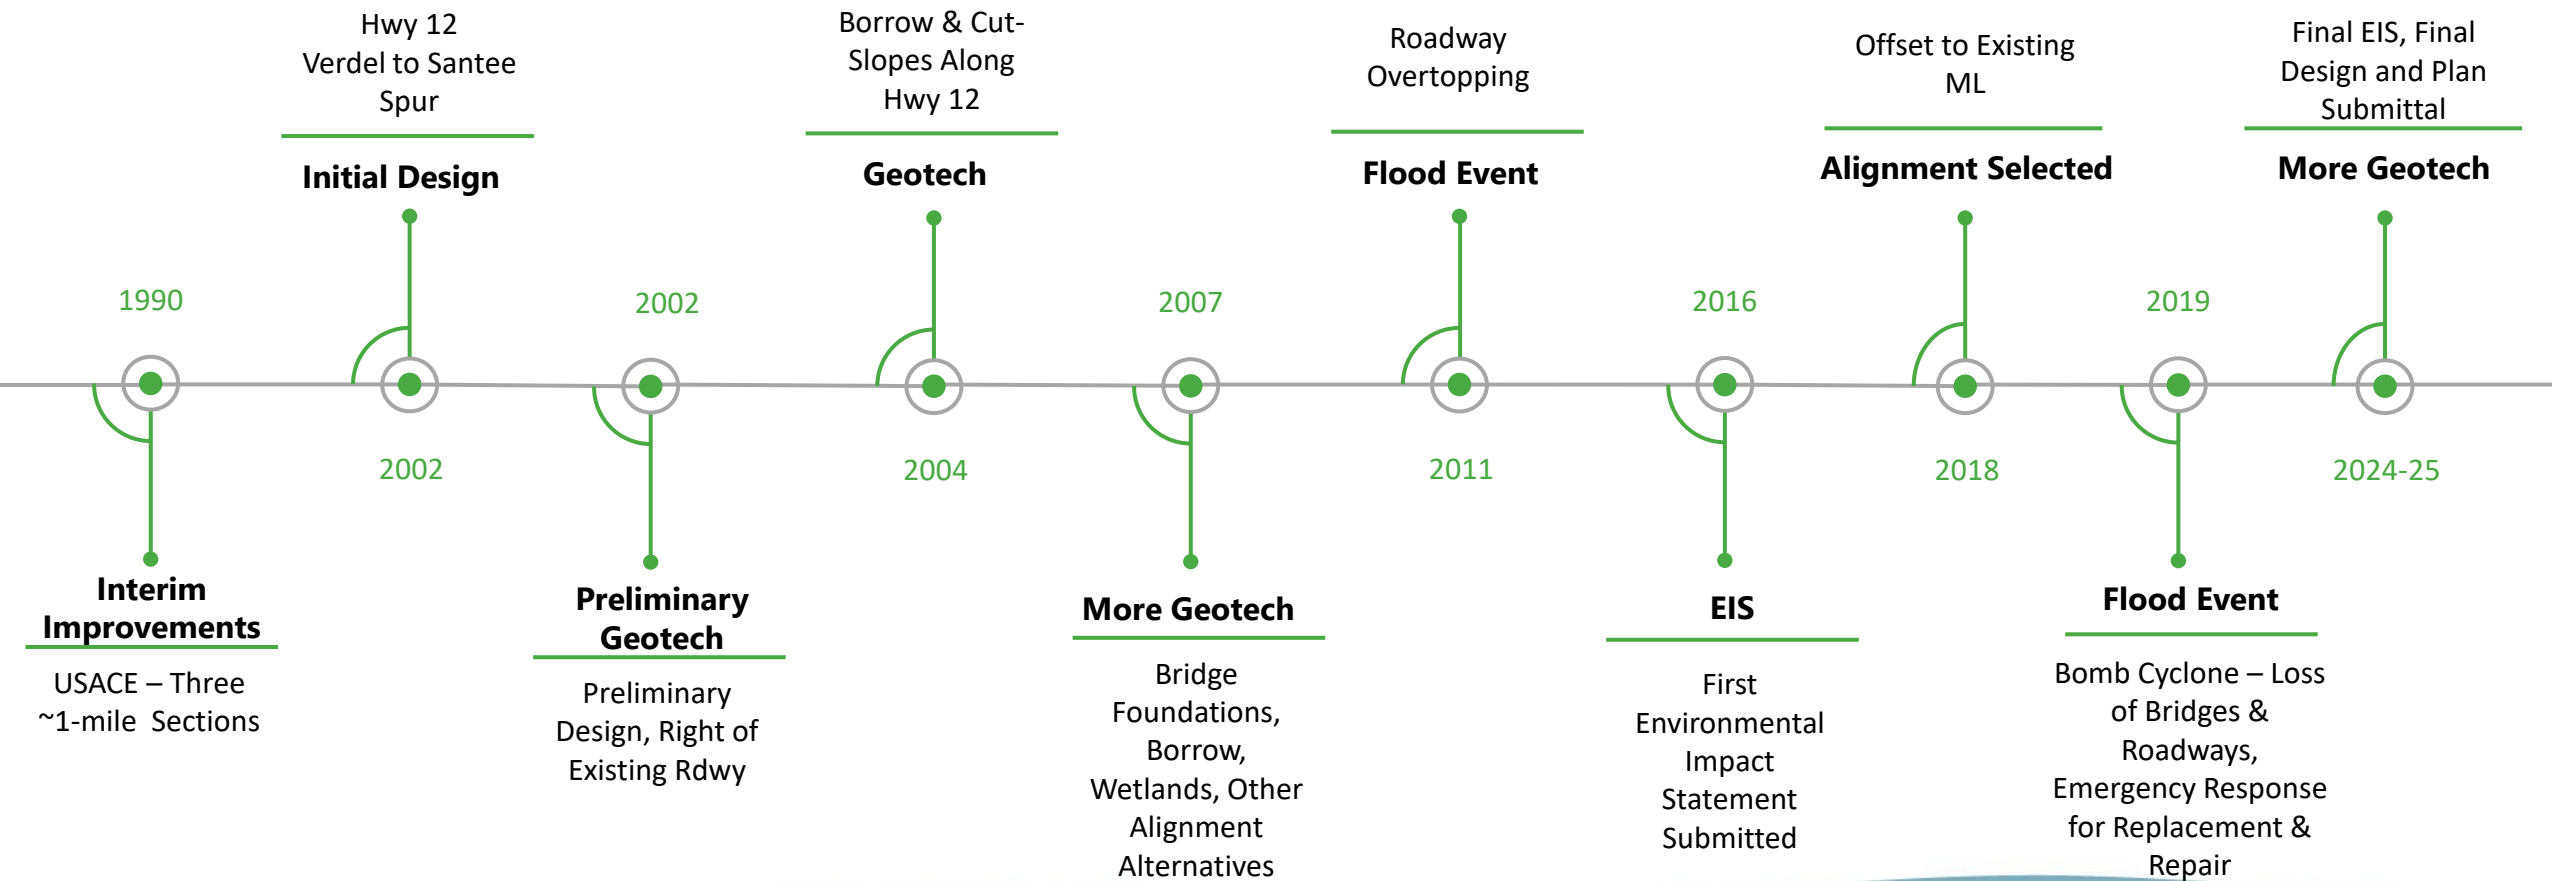 1990
Interim
Improvements
USACE – Three
~1-mile  Sections
Hwy 12
Verdel to Santee
Spur
Initial Design
2002
2002
Preliminary
Geotech
Preliminary
Design, Right of
Existing Rdwy
Borrow & Cut-
Slopes Along
Hwy 12
Geotech
2004
2007
More Geotech
Bridge
Foundations,
Borrow,
Wetlands, Other
Alignment
Alternatives
Roadway
Overtopping
Flood Event
2011
2016
EIS
First
Environmental
Impact
Statement
Submitted
Offset to Existing
ML
Alignment Selected
2018
2019
Flood Event
Bomb Cyclone – Loss
of Bridges &
Roadways,
Emergency Response
for Replacement &
Repair
Final EIS, Final
Design and Plan
Submittal
More Geotech
2024-25